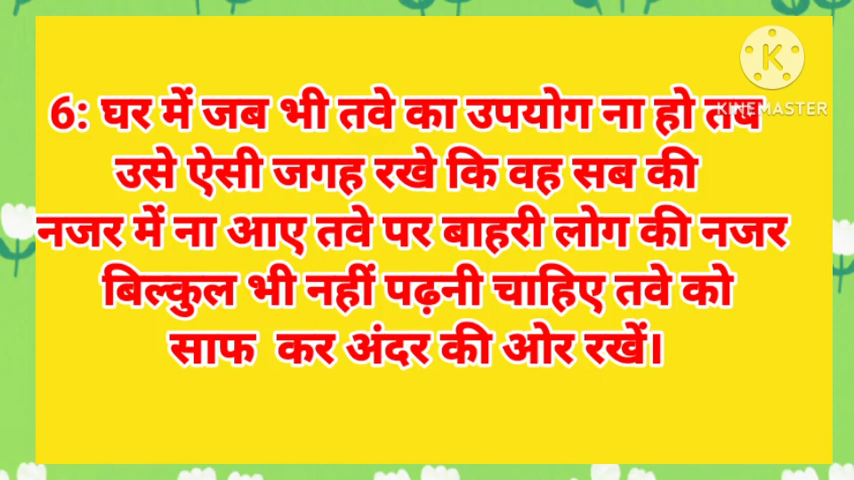 6: घर में जब भी तवे का उपयोग ना हो तब
उसे ऐसी जगह रखे कि वह सब की
नजर में ना आए तवे पर बाहरी लोग की नजर
बिल्कुल भी नहीं पढ़नी चाहिए तवे को
साफ कर अंदर की ओर रखें।
K
KINEMASTER